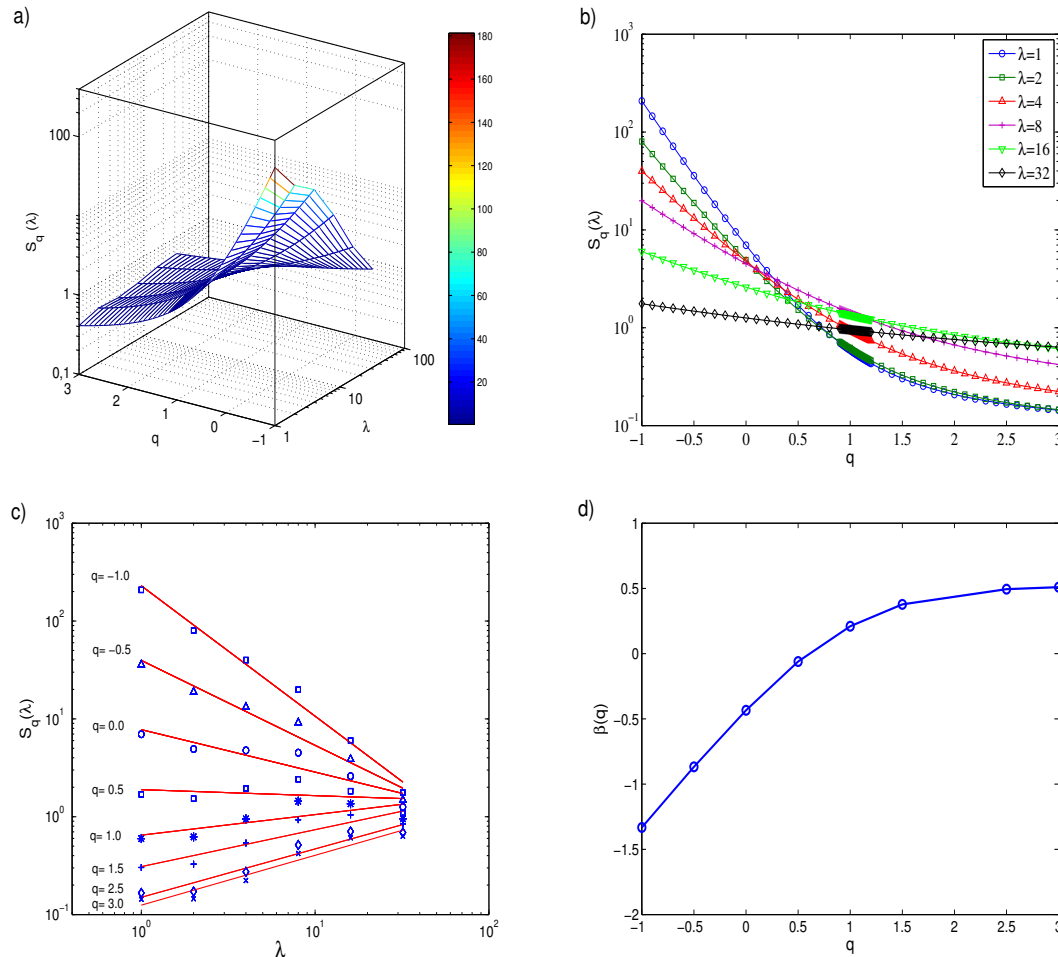 a)
100
1
0,1
S_q(λ)
3
2
1
0
-1
q
1
10
100
λ
180
160
140
120
100
80
60
40
20
b)
10^3
10^2
10^1
10^0
10^-1
S_q(λ)
-1
-0.5
0
0.5
1
1.5
2
2.5
3
q
λ=1
λ=2
λ=4
λ=8
λ=16
λ=32
c)
10^3
10^2
10^1
10^0
10^-1
S_q(λ)
q= -1.0
q= -0.5
q= 0.0
q= 0.5
q= 1.0
q= 1.5
q= 2.5
q= 3.0
10^0
10^1
10^2
λ
d)
1
0.5
0
-0.5
-1
-1.5
-2
β(q)
-1
-0.5
0
0.5
1
1.5
2
2.5
3
q